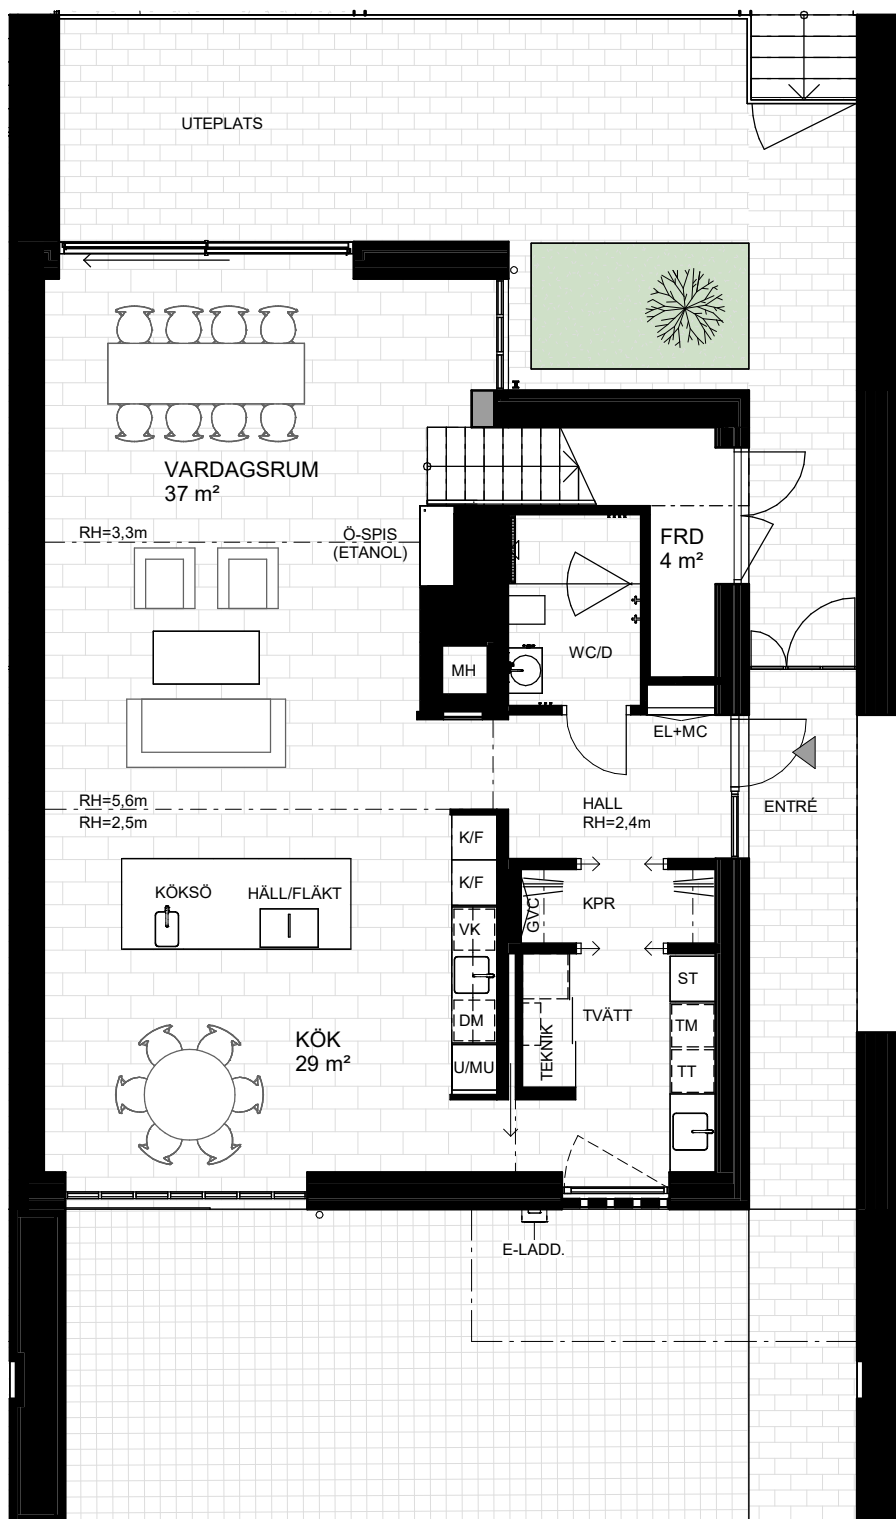 UTEPLATS
VARDAGSRUM
37 m²
RH=3,3m
Ö-SPIS
(ETANOL)
FRD
4 m²
WC/D
MH
EL+MC
RH=5,6m
RH=2,5m
HALL
RH=2,4m
ENTRÉ
K/F
K/F
KÖKSÖ
HÄLL/FLÄKT
GVC
KPR
VK
DM
U/MU
KÖK
29 m²
TEKNIK
TVÄTT
ST
TM
TT
E-LADD.